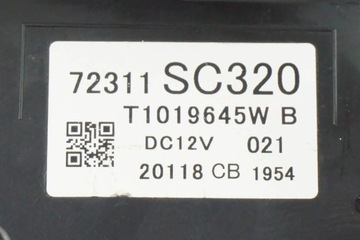 72311 SC320
T1019645W B
DC12V 021
20118 CB 1954